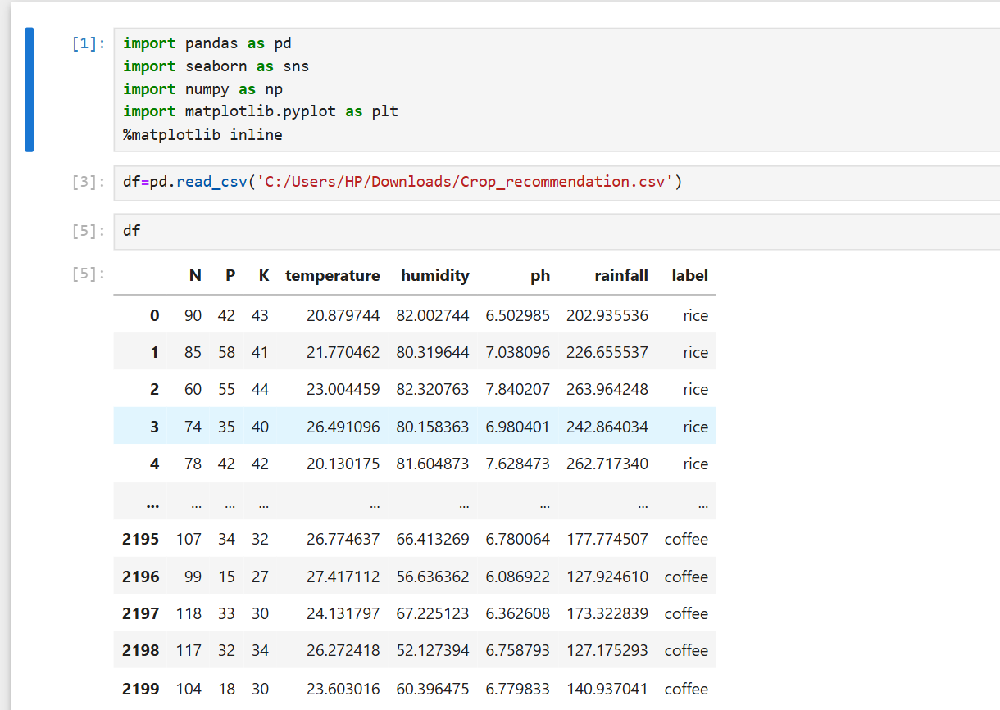 [1]: import pandas as pd
import seaborn as sns
import numpy as np
import matplotlib.pyplot as plt
%matplotlib inline
[3]: df=pd.read_csv('C:/Users/HP/Downloads/Crop_recommendation.csv')
[5]: df
[5]: N P K temperature humidity ph rainfall label
0 90 42 43 20.879744 82.002744 6.502985 202.935536 rice
1 85 58 41 21.770462 80.319644 7.038096 226.655537 rice
2 60 55 44 23.004459 82.320763 7.840207 263.964248 rice
3 74 35 40 26.491096 80.158363 6.980401 242.864034 rice
4 78 42 42 20.130175 81.604873 7.628473 262.717340 rice
... ... ... ... ... ... ... ... ...
2195 107 34 32 26.774637 66.413269 6.780064 177.774507 coffee
2196 99 15 27 27.417112 56.636362 6.086922 127.924610 coffee
2197 118 33 30 24.131797 67.225123 6.362608 173.322839 coffee
2198 117 32 34 26.272418 52.127394 6.758793 127.175293 coffee
2199 104 18 30 23.603016 60.396475 6.779833 140.937041 coffee